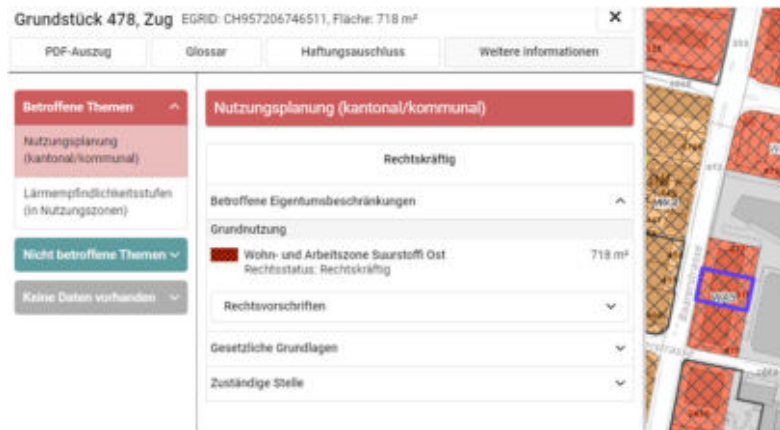 Grundstück 478, Zug EGRID: CH957206746511, Fläche: 718 m²
PDF-Auszug
Glossar
Haftungsauschluss
Weitere Informationen
Betroffene Themen
Nutzungsplanung
(kantonal/kommunal)
Lärmempfindlichkeitsstufen
(in Nutzungszonen)
Nicht betroffene Themen
Keine Daten vorhanden
Nutzungsplanung (kantonal/kommunal)
Rechtskräftig
Betroffene Eigentumsbeschränkungen
Grundnutzung
Wohn- und Arbeitszone Suurstoffi Ost 718 m²
Rechtsstatus: Rechtskräftig
Rechtsvorschriften
Gesetzliche Grundlagen
Zuständige Stelle